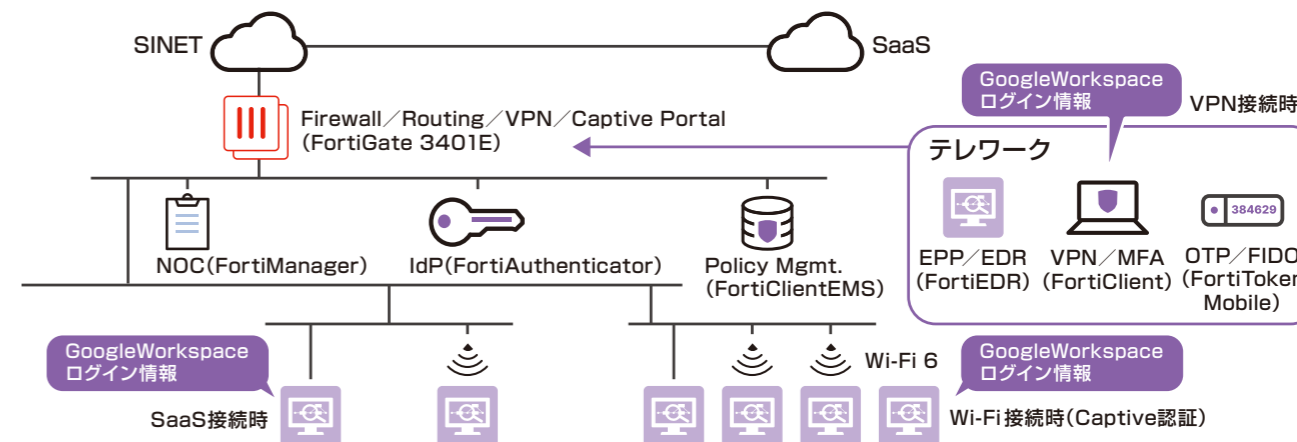 SINET
SaaS
GoogleWorkspace
ログイン情報
VPN接続時
Firewall／Routing／VPN／Captive Portal
（FortiGate 3401E）
テレワーク
384629
EPP／EDR
（FortiEDR）
VPN／MFA
（FortiClient）
OTP／FIDO
（FortiToken
Mobile）
NOC（FortiManager）
IdP（FortiAuthenticator）
Policy Mgmt.
（FortiClientEMS）
GoogleWorkspace
ログイン情報
SaaS接続時
Wi-Fi 6
GoogleWorkspace
ログイン情報
Wi-Fi接続時（Captive認証）